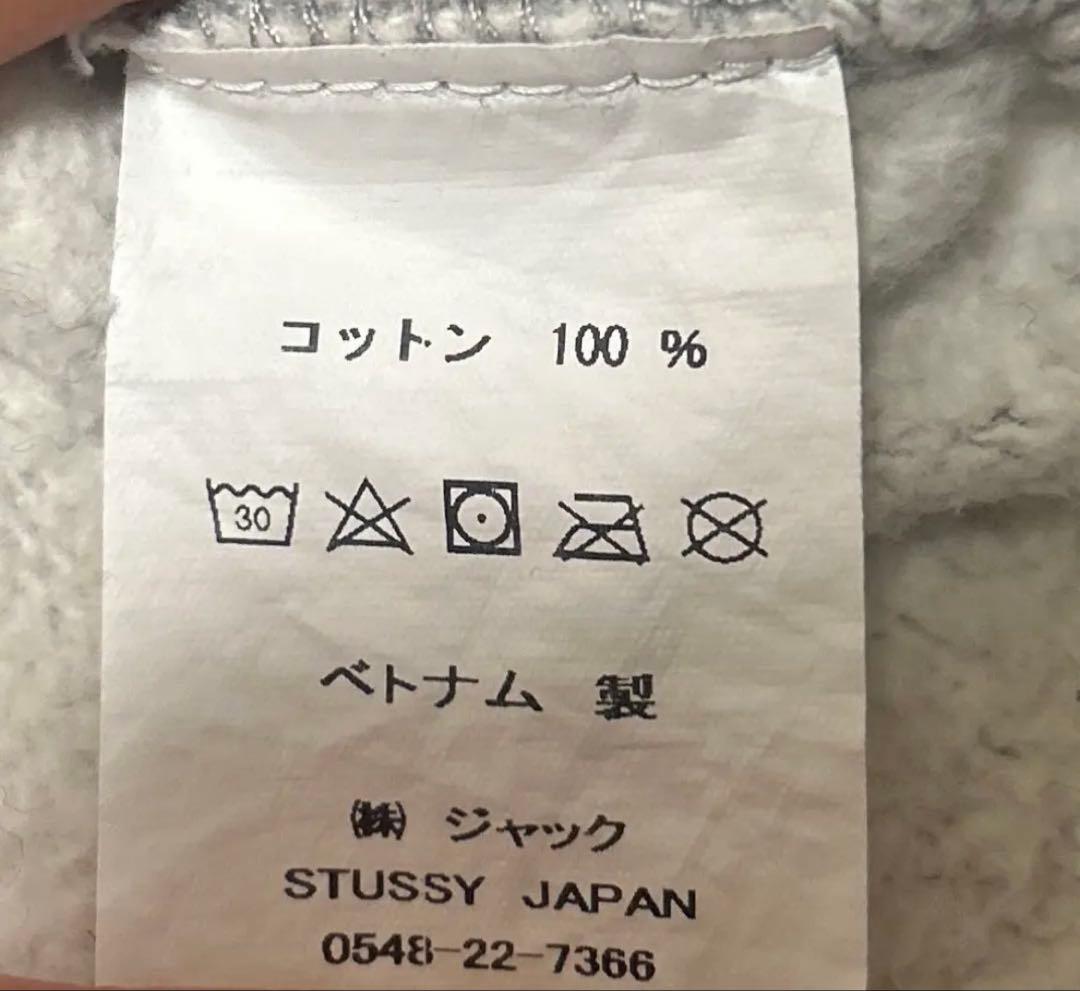 コットン 100 %
30
ベトナム 製
㈱ ジャック
STUSSY JAPAN
0548-22-7366